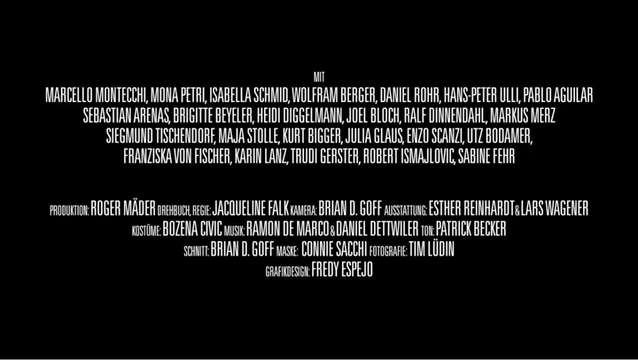 MIT
MARCELLO MONTECCHI, MONA PETRI, ISABELLA SCHMID, WOLFRAM BERGER, DANIEL ROHR, HANS-PETER ULLI, PABLO AGUILAR
SEBASTIAN ARENAS, BRIGITTE BEYELER, HEIDI DIGGELMANN, JOEL BLOCH, RALF DINNENDAHL, MARKUS MERZ
SIEGMUND TISCHENDORF, MAJA STOLLE, KURT BIGGER, JULIA GLAUS, ENZO SCANZI, UTZ BODAMER,
FRANZISKA VON FISCHER, KARIN LANZ, TRUDI GERSTER, ROBERT ISMAJLOVIC, SABINE FEHR
PRODUKTION: ROGER MÄDER DREHBUCH, REGIE: JACQUELINE FALK KAMERA: BRIAN D. GOFF AUSSTATTUNG: ESTHER REINHARDT & LARS WAGENER
KOSTÜME: BOZENA CIVIC MUSIK: RAMON DE MARCO & DANIEL DETTWILER TON: PATRICK BECKER
SCHNITT: BRIAN D. GOFF MASKE: CONNIE SACCHI FOTOGRAFIE: TIM LÜDIN
GRAFIKDESIGN: FREDY ESPEJO